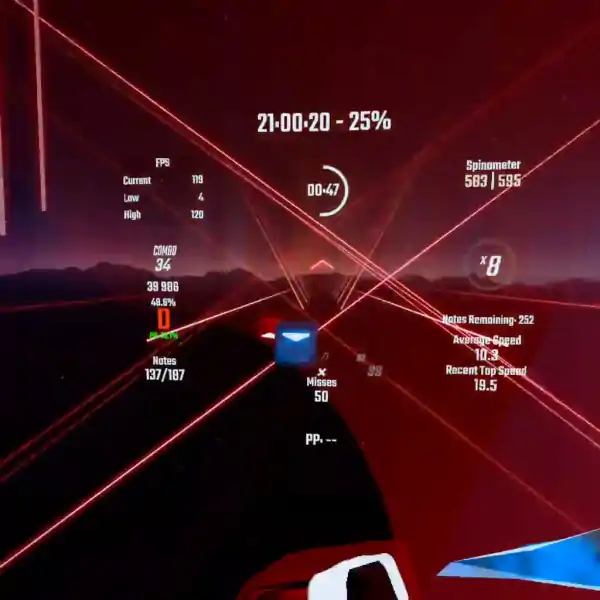 21:00:20 - 25%
FPS
Current 119
Low 4
High 120
00:47
Spinometer
583 | 595
COMBO
34
x8
39 986
48.6%
D
Notes
137/187
Misses
50
Notes Remaining: 252
Average Speed
10.3
Recent Top Speed
19.5
PP: --